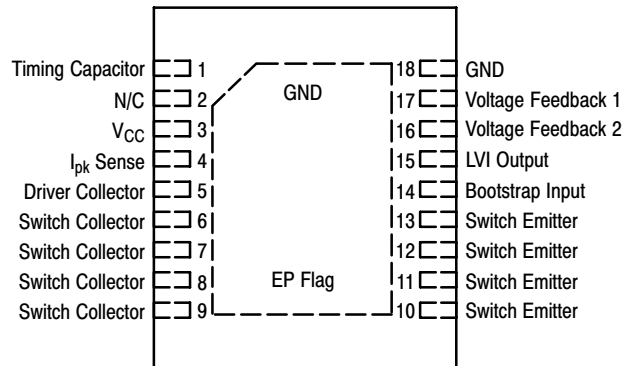 Timing Capacitor 1 18 GND
N/C 2 GND 17 Voltage Feedback 1
VCC 3 16 Voltage Feedback 2
Ipk Sense 4 15 LVI Output
Driver Collector 5 14 Bootstrap Input
Switch Collector 6 13 Switch Emitter
Switch Collector 7 12 Switch Emitter
Switch Collector 8 EP Flag 11 Switch Emitter
Switch Collector 9 10 Switch Emitter